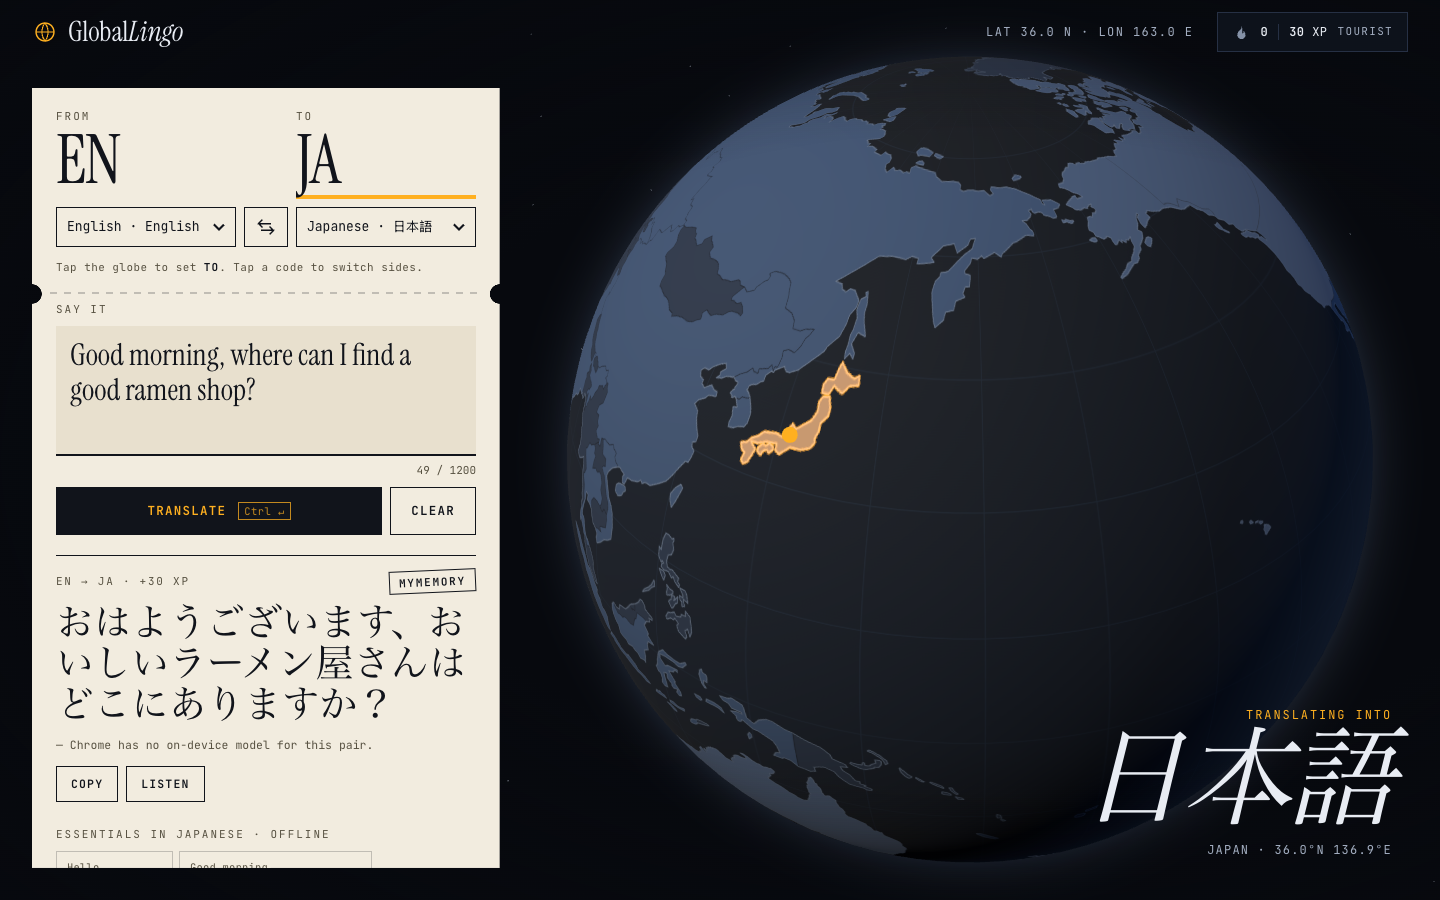 GlobalLingo
LAT 36.0 N · LON 163.0 E
0
30 XP TOURIST
FROM
TO
EN
JA
English · English
Japanese · 日本語
Tap the globe to set TO. Tap a code to switch sides.
SAY IT
Good morning, where can I find a
good ramen shop?
49 / 1200
TRANSLATE Ctrl ↵
CLEAR
EN → JA · +30 XP
MYMEMORY
おはようございます、お
いしいラーメン屋さんは
どこにありますか？
— Chrome has no on-device model for this pair.
COPY
LISTEN
ESSENTIALS IN JAPANESE · OFFLINE
Hello
Good morning
TRANSLATING INTO
日本語
JAPAN · 36.0°N 136.9°E